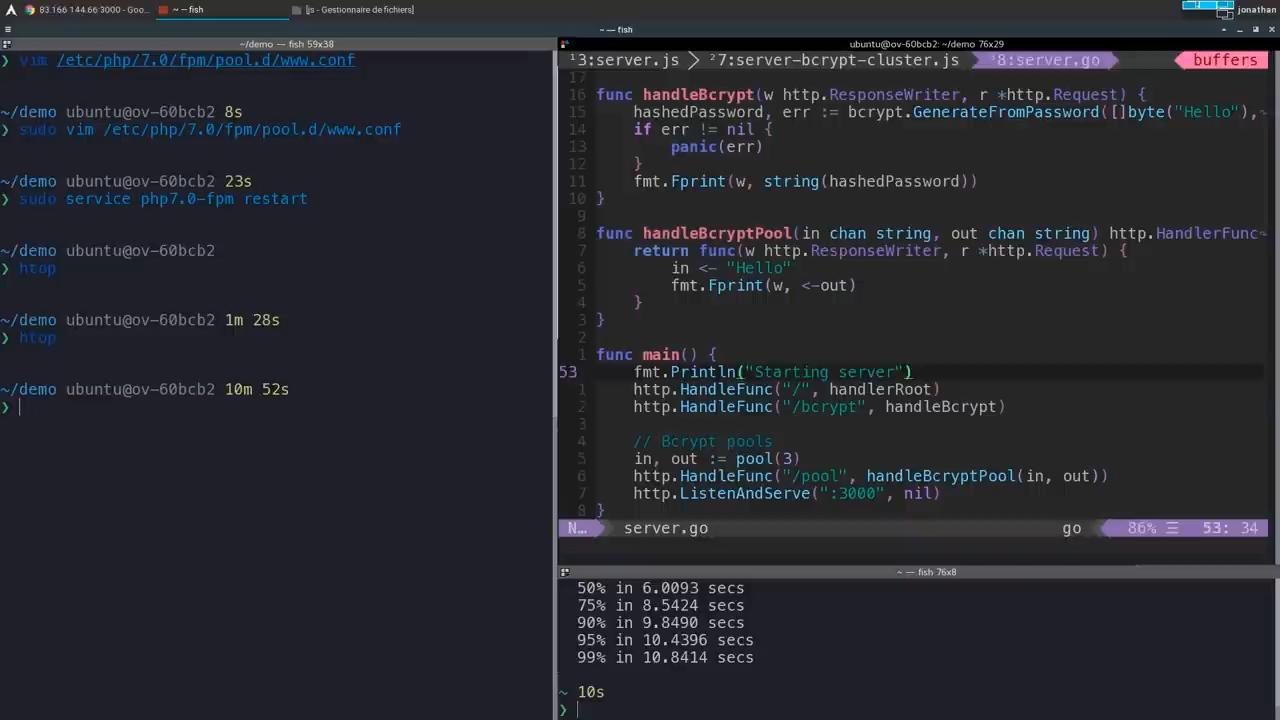 83.166 144.66:3000 - Goo...
~ — fish
[js - Gestionnaire de fichiers]
jonathan
~ — fish
~/demo — fish 59x38
❯ vim /etc/php/7.0/fpm/pool.d/www.conf
~/demo ubuntu@ov-60bcb2 8s
❯ sudo vim /etc/php/7.0/fpm/pool.d/www.conf
~/demo ubuntu@ov-60bcb2 23s
❯ sudo service php7.0-fpm restart
~/demo ubuntu@ov-60bcb2
❯ htop
~/demo ubuntu@ov-60bcb2 1m 28s
❯ htop
~/demo ubuntu@ov-60bcb2 10m 52s
❯
ubuntu@ov-60bcb2: ~/demo 76x29
¹3:server.js ²7:server-bcrypt-cluster.js ³8:server.go buffers
17
16 func handleBcrypt(w http.ResponseWriter, r *http.Request) {
15 hashedPassword, err := bcrypt.GenerateFromPassword([]byte("Hello"),~
14 if err != nil {
13 panic(err)
12 }
11 fmt.Fprint(w, string(hashedPassword))
10 }
9
8 func handleBcryptPool(in chan string, out chan string) http.HandlerFunc~
7 return func(w http.ResponseWriter, r *http.Request) {
6 in <- "Hello"
5 fmt.Fprint(w, <-out)
4 }
3 }
2
1 func main() {
53 fmt.Println("Starting server")
1 http.HandleFunc("/", handlerRoot)
2 http.HandleFunc("/bcrypt", handleBcrypt)
3
4 // Bcrypt pools
5 in, out := pool(3)
6 http.HandleFunc("/pool", handleBcryptPool(in, out))
7 http.ListenAndServe(":3000", nil)
8 }
N… server.go go 86% ☰ 53: 34
~ — fish 76x8
50% in 6.0093 secs
75% in 8.5424 secs
90% in 9.8490 secs
95% in 10.4396 secs
99% in 10.8414 secs
~ 10s
❯